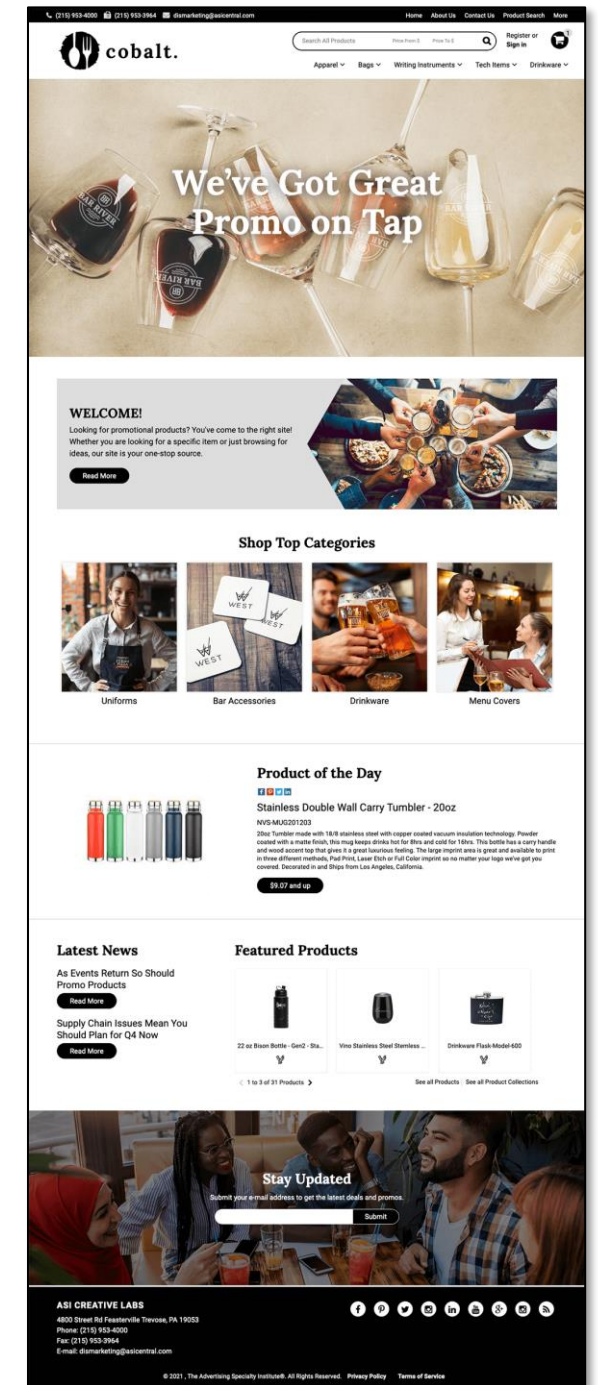 (215) 953-4000 (215) 953-3964 dismarketing@asicentral.com Home About Us Contact Us Product Search More
cobalt.
Search All Products Price From $ Price To $
Register or
Sign in
1
Apparel Bags Writing Instruments Tech Items Drinkware
We've Got Great
Promo on Tap
BAR RIVER
BAR RIVER
BAR RIVER
BAR RIVER
WELCOME!
Looking for promotional products? You've come to the right site!
Whether you are looking for a specific item or just browsing for
ideas, our site is your one-stop source.
Read More
Shop Top Categories
WEST
WEST
Uniforms
Bar Accessories
Drinkware
Menu Covers
Product of the Day
Stainless Double Wall Carry Tumbler - 20oz
NVS-MUG201203
20oz Tumbler made with 18/8 stainless steel with copper coated vacuum insulation technology. Powder
coated with a matte finish, this mug keeps drinks hot for 8hrs and cold for 16hrs. This bottle has a carry handle
and wood accent top that gives it a great luxurious feeling. The large imprint area is great and available to print
in three different methods, Pad Print, Laser Etch or Full Color imprint so no matter your logo we've got you
covered. Decorated in and Ships from Los Angeles, California.
$9.07 and up
Latest News
As Events Return So Should
Promo Products
Read More
Supply Chain Issues Mean You
Should Plan for Q4 Now
Read More
Featured Products
22 oz Bison Bottle - Gen2 - Sta...
Vino Stainless Steel Stemless ...
Drinkware Flask-Model-600
1 to 3 of 31 Products
See all Products See all Product Collections
Stay Updated
Submit your e-mail address to get the latest deals and promos.
Submit
ASI CREATIVE LABS
4800 Street Rd Feasterville Trevose, PA 19053
Phone: (215) 953-4000
Fax: (215) 953-3964
E-mail: dismarketing@asicentral.com
© 2021 , The Advertising Specialty Institute®. All Rights Reserved. Privacy Policy Terms of Service